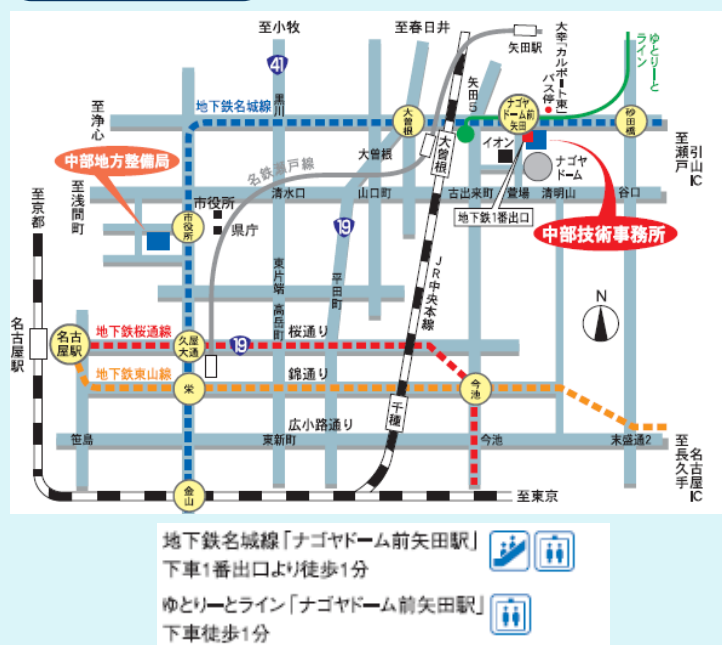 至小牧
至春日井
矢田駅
大幸「カルポート東」
バス停
ゆとりーと
ライン
41
黒川
矢田5
至浄心
地下鉄名城線
大曽根
ナゴヤ
ドーム前
矢田
砂田橋
中部地方整備局
名鉄瀬戸線
大曽根
大曽根
イオン
ナゴヤ
ドーム
至瀬戸
引山IC
至浅間町
市役所
市役所
県庁
清水口
山口町
古出来町
萱場
清明山
谷口
地下鉄1番出口
中部技術事務所
至京都
19
東片端
平田町
JR中央本線
N
高岳町
名古屋駅
名古
屋駅
地下鉄桜通線
久屋
大通
19
桜通り
地下鉄東山線
栄
錦通り
今池
千種
広小路通り
笹島
東新町
今池
末盛通2
至長久手
名古屋IC
金山
至東京
地下鉄名城線「ナゴヤドーム前矢田駅」
下車1番出口より徒歩1分
ゆとりーとライン「ナゴヤドーム前矢田駅」
下車徒歩1分